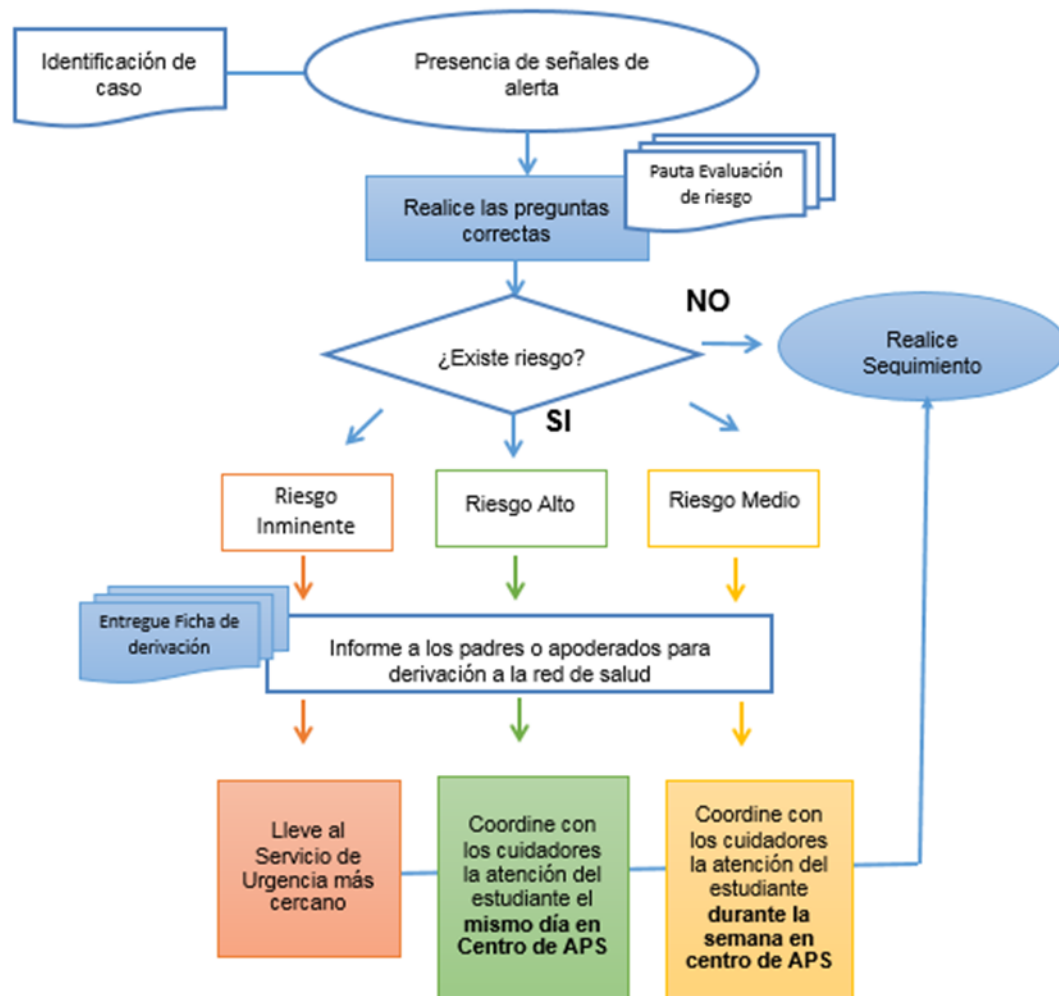 Identificación de
caso
Presencia de señales de
alerta
Pauta Evaluación
de riesgo
Realice las preguntas
correctas
NO
¿Existe riesgo?
Realice
Sequimiento
SI
Riesgo
Inminente
Riesgo Alto
Riesgo Medio
Entregue Ficha de
derivación
Informe a los padres o apoderados para
derivación a la red de salud
Lleve al
Servicio de
Urgencia más
cercano
Coordine con
los cuidadores
la atención del
estudiante el
mismo día en
Centro de APS
Coordine con
los cuidadores
la atención del
estudiante
durante la
semana en
centro de APS